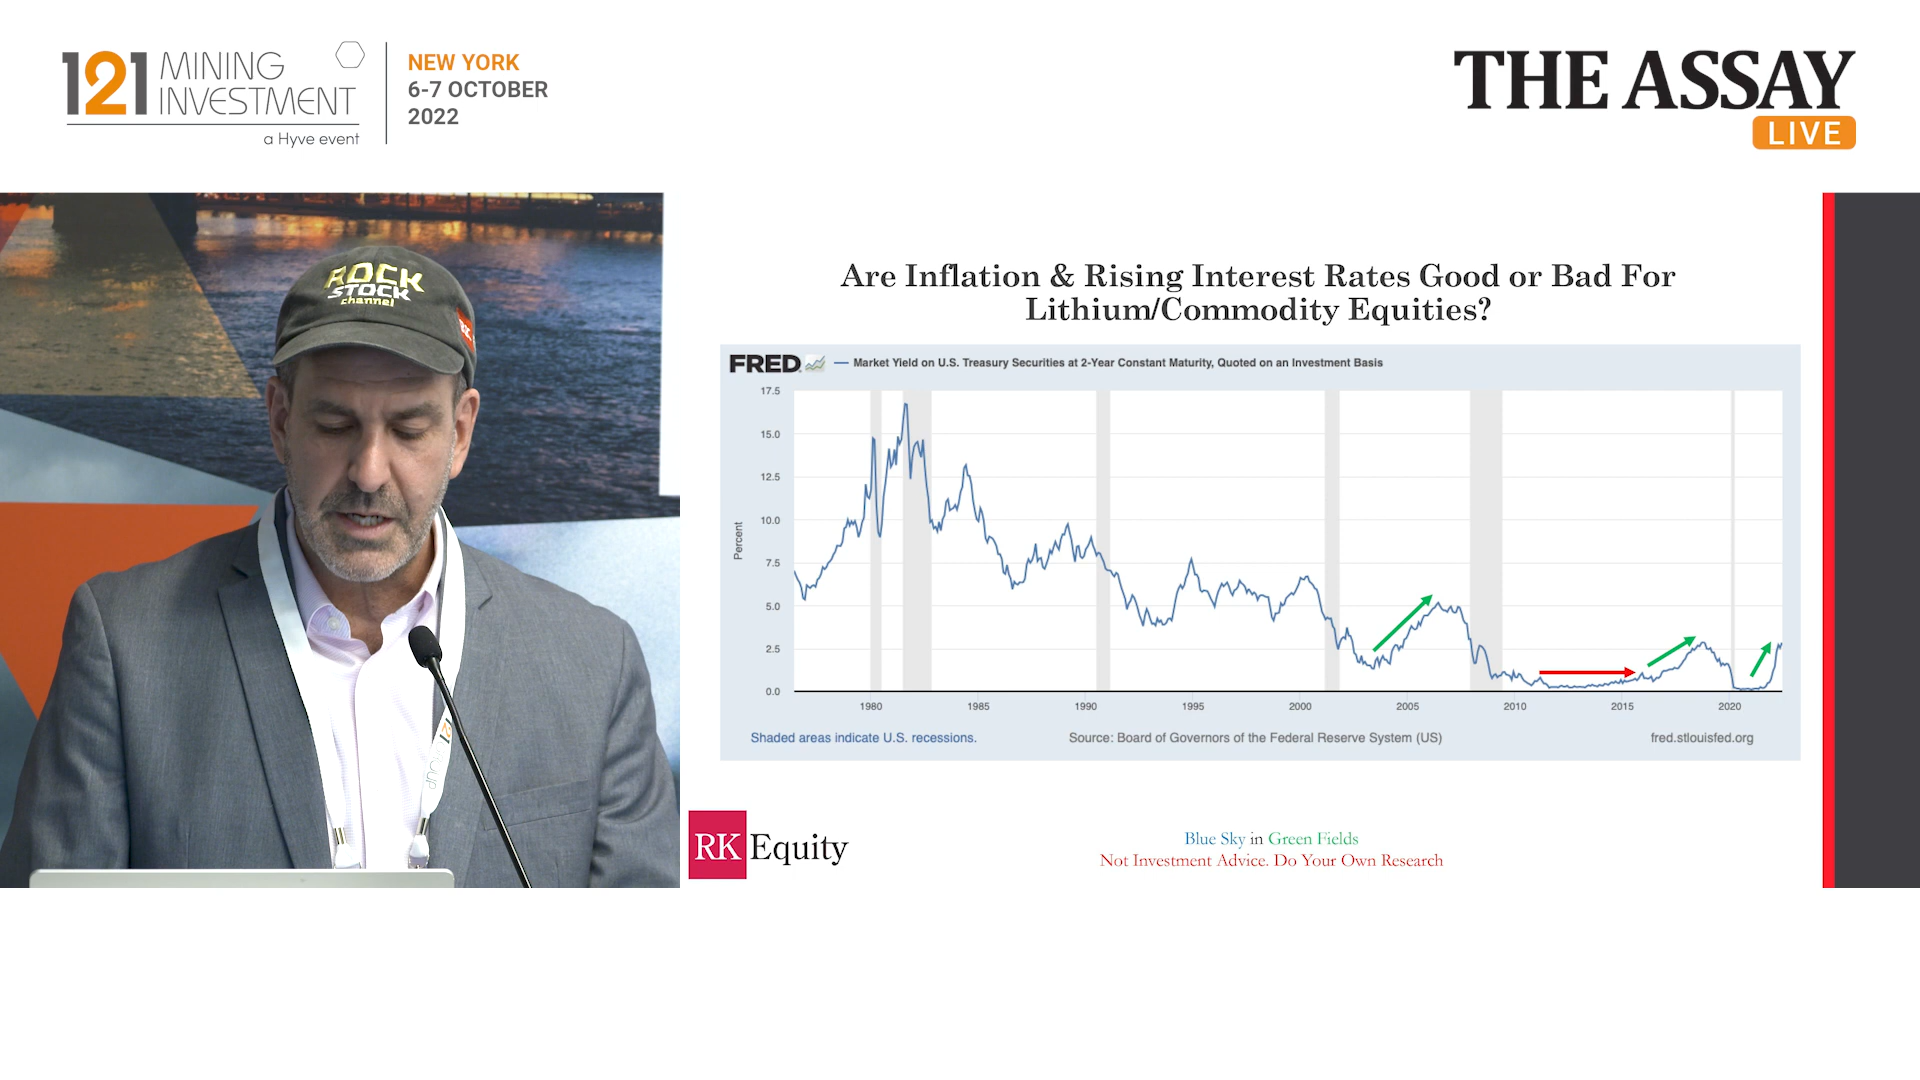 121 MINING
INVESTMENT
a Hyve event
NEW YORK
6-7 OCTOBER
2022
THE ASSAY
LIVE
ROCK
STOCK
channel
Are Inflation & Rising Interest Rates Good or Bad For
Lithium/Commodity Equities?
FRED
Market Yield on U.S. Treasury Securities at 2-Year Constant Maturity, Quoted on an Investment Basis
17.5
15.0
12.5
10.0
7.5
5.0
2.5
0.0
Percent
1980 1985 1990 1995 2000 2005 2010 2015 2020
Shaded areas indicate U.S. recessions. Source: Board of Governors of the Federal Reserve System (US) fred.stlouisfed.org
RK Equity
Blue Sky in Green Fields
Not Investment Advice. Do Your Own Research